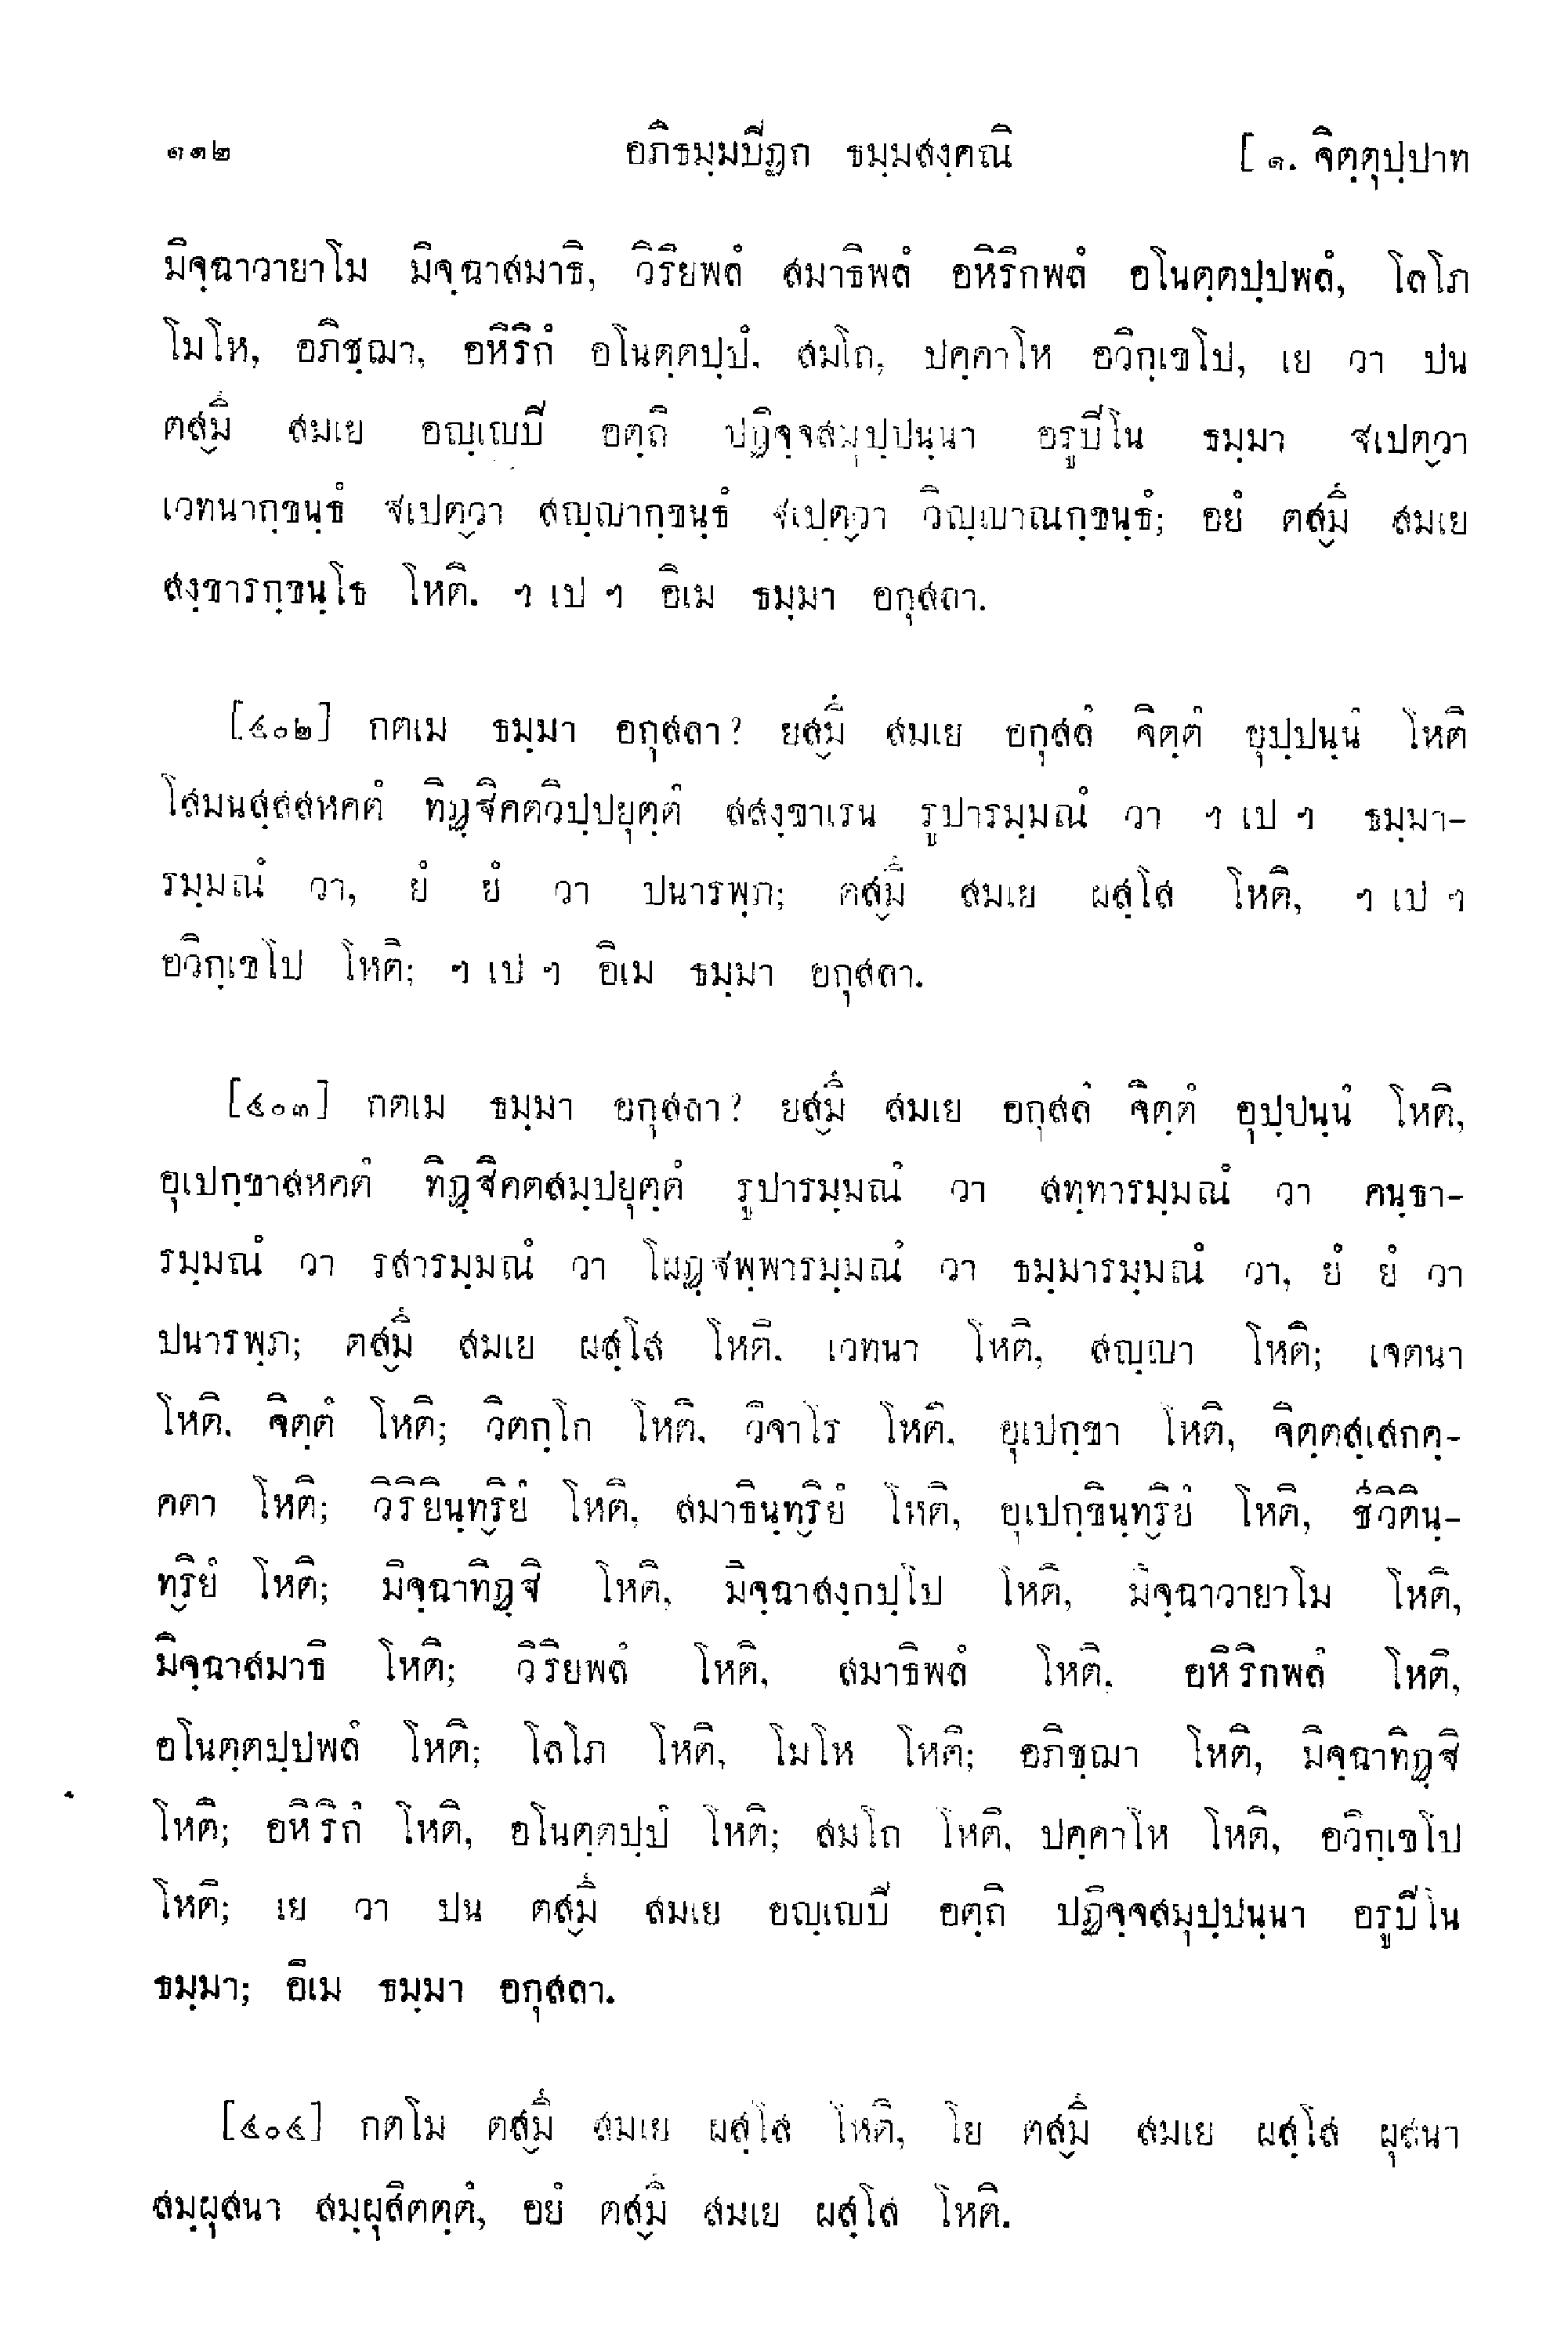 ๑๓๒ อภิธมฺมปิฏก ธมฺมสงฺคณิ [ ๑. จิตฺตุปฺปาท
มิจฺฉาวายาโม มิจฺฉาสมาธิ, วิริยพลํ สมาธิพลํ อหิริกพลํ อโนตฺตปฺปพลํ, โลโภ
โมโห, อภิชฺฌา, อหิริกํ อโนตฺตปฺปํ, สมโถ, ปคฺคาโห อวิกฺเขโป, เย วา ปน
ตสฺมึ สมเย อญฺเญปิ อตฺถิ ปฏิจฺจสมุปฺปนฺนา อรูปิโน ธมฺมา ฐเปตฺวา
เวทนากฺขนฺธํ ฐเปตฺวา สญฺญากฺขนฺธํ ฐเปตฺวา วิญฺญาณกฺขนฺธํ; อยํ ตสฺมึ สมเย
สงฺขารกฺขนฺโธ โหติ. ฯ เป ฯ อิเม ธมฺมา อกุสลา.
[๔๐๒] กตเม ธมฺมา อกุสลา? ยสฺมึ สมเย อกุสลํ จิตฺตํ อุปฺปนฺนํ โหติ
โสมนสฺสสหคตํ ทิฏฺฐิคตวิปฺปยุตฺตํ สสงฺขาเรน รูปารมฺมณํ วา ฯ เป ฯ ธมฺมา-
รมฺมณํ วา, ยํ ยํ วา ปนารพฺภ; ตสฺมึ สมเย ผสฺโส โหติ, ฯ เป ฯ
อวิกฺเขโป โหติ; ฯ เป ฯ อิเม ธมฺมา อกุสลา.
[๔๐๓] กตเม ธมฺมา อกุสลา? ยสฺมึ สมเย อกุสลํ จิตฺตํ อุปฺปนฺนํ โหติ,
อุเปกฺขาสหคตํ ทิฏฺฐิคตสมฺปยุตฺตํ รูปารมฺมณํ วา สทฺทารมฺมณํ วา คนฺธา-
รมฺมณํ วา รสารมฺมณํ วา โผฏฺฐพฺพารมฺมณํ วา ธมฺมารมฺมณํ วา, ยํ ยํ วา
ปนารพฺภ; ตสฺมึ สมเย ผสฺโส โหติ, เวทนา โหติ, สญฺญา โหติ; เจตนา
โหติ, จิตฺตํ โหติ; วิตกฺโก โหติ, วิจาโร โหติ, อุเปกฺขา โหติ, จิตฺตสฺเสกคฺ-
คตา โหติ; วิริยินฺทฺริยํ โหติ, สมาธินฺทฺริยํ โหติ, อุเปกฺขินฺทฺริยํ โหติ, ชีวิตินฺ-
ทฺริยํ โหติ; มิจฺฉาทิฏฺฐิ โหติ, มิจฺฉาสงฺกปฺโป โหติ, มิจฺฉาวายาโม โหติ,
มิจฺฉาสมาธิ โหติ; วิริยพลํ โหติ, สมาธิพลํ โหติ, อหิริกพลํ โหติ,
อโนตฺตปฺปพลํ โหติ; โลโภ โหติ, โมโห โหติ; อภิชฺฌา โหติ, มิจฺฉาทิฏฺฐิ
โหติ; อหิริกํ โหติ, อโนตฺตปฺปํ โหติ; สมโถ โหติ, ปคฺคาโห โหติ, อวิกฺเขโป
โหติ; เย วา ปน ตสฺมึ สมเย อญฺเญปิ อตฺถิ ปฏิจฺจสมุปฺปนฺนา อรูปิโน
ธมฺมา; อิเม ธมฺมา อกุสลา.
[๔๐๔] กตโม ตสฺมึ สมเย ผสฺโส โหติ, โย ตสฺมึ สมเย ผสฺโส ผุสนา
สมฺผุสนา สมฺผุสิตตฺตํ, อยํ ตสฺมึ สมเย ผสฺโส โหติ.